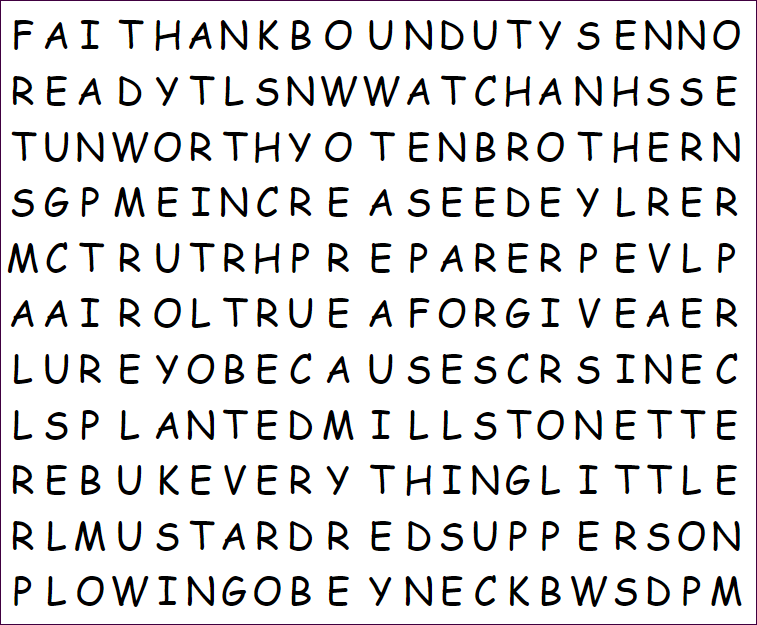 FAITHANKBOUNDUTYSENNO
READYTLSNWWATCHANHSSE
TUNWORTHYOTENBROTHERN
SGPMEINCREASEEDEYLRER
MCTRUTRHPREPARERPEVLP
AAIROLTRUEAFORGIVEAER
LUREYOBECAUSESCRSINEC
LSPLANTEDMILLSTONETTE
REBUKEVERYTHINGLITTLE
RLMUSTARDREDSUPPERSON
PLOWINGOBEYNECKBWSDPM